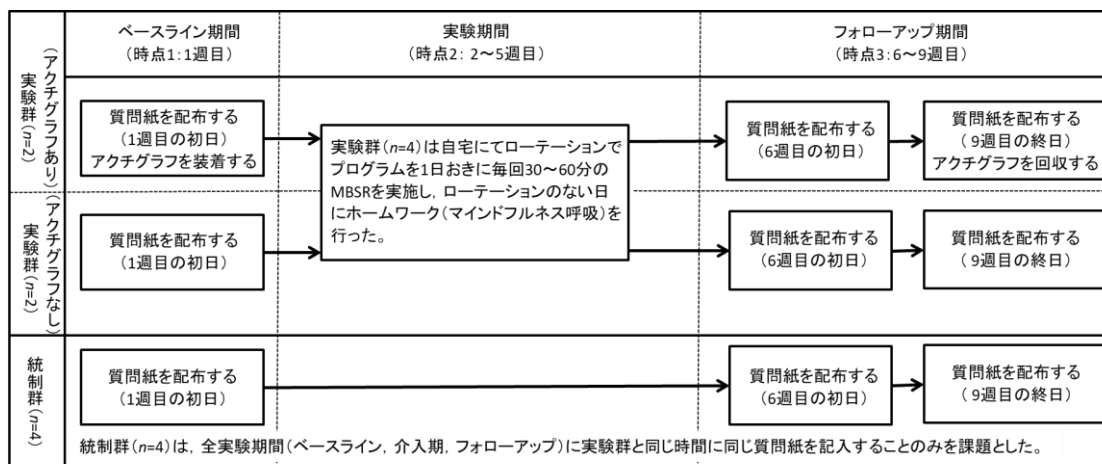 ベースライン期間
(時点1:1週目)
実験期間
(時点2: 2〜5週目)
フォローアップ期間
(時点3:6〜9週目)
実験群(n=2)
(アクチグラフあり)
質問紙を配布する
(1週目の初日)
アクチグラフを装着する
実験群(n=4)は自宅にてローテーションで
プログラムを1日おきに毎回30〜60分の
MBSRを実施し,ローテーションのない日
にホームワーク(マインドフルネス呼吸)を
行った。
質問紙を配布する
(6週目の初日)
質問紙を配布する
( 9週目の終日)
アクチグラフを回収する
実験群(n=2)
(アクチグラフなし)
質問紙を配布する
(1週目の初日)
質問紙を配布する
(6週目の初日)
質問紙を配布する
( 9週目の終日)
統制群(n=4)
質問紙を配布する
(1週目の初日)
質問紙を配布する
(6週目の初日)
質問紙を配布する
( 9週目の終日)
統制群(n=4)は,全実験期間(ベースライン,介入期,フォローアップ)に実験群と同じ時間に同じ質問紙を記入することのみを課題とした。